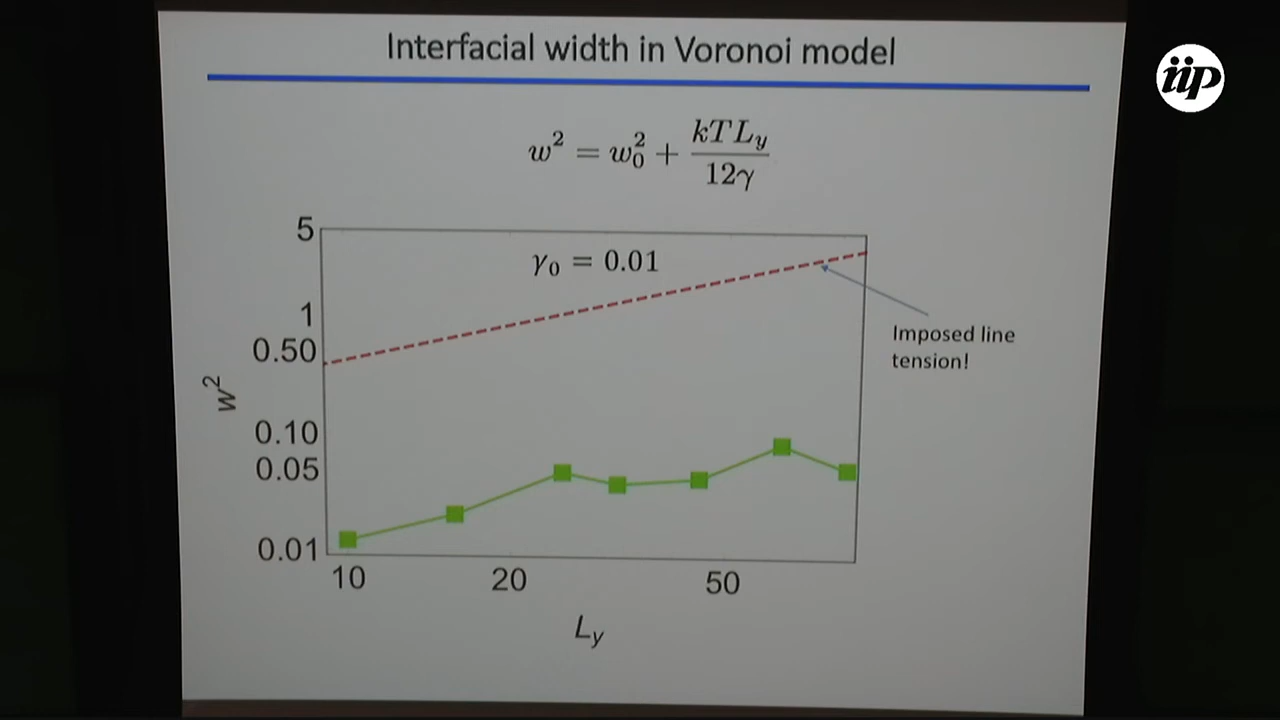 Interfacial width in Voronoi model
iip
w² = w₀² + kTL_y / 12γ
5
γ₀ = 0.01
1
Imposed line
tension!
0.50
w²
0.10
0.05
0.01
10 20 50
L_y